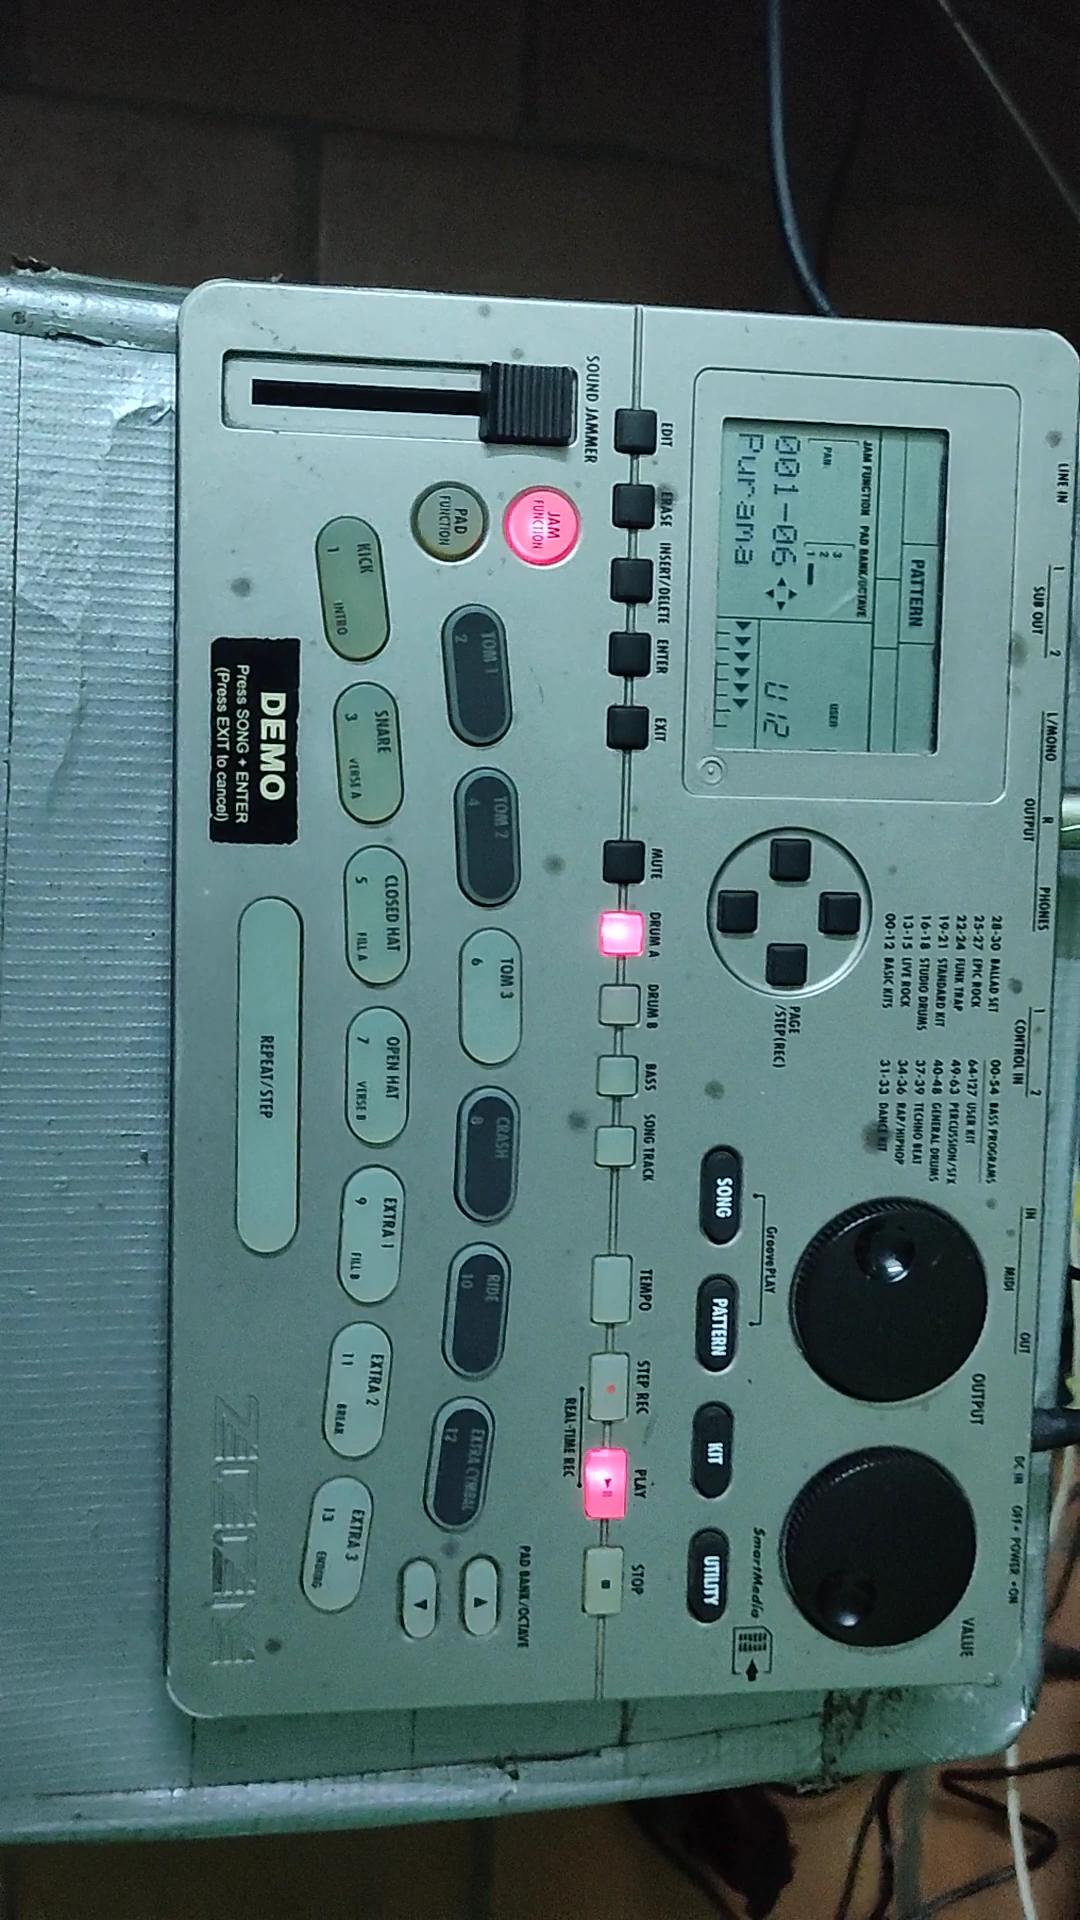 LINE IN
1 SUB OUT 2
L/MONO OUTPUT R
PHONES
1 CONTROL IN 2
IN MIDI OUT
DC IN
OFF • POWER • ON
PATTERN
JAM FUNCTION PAD BANK/OCTAVE
PAN
3
2
1
USER
001-06
U12
Purama
28-30 BALLAD SET
25-27 EPIC ROCK
22-24 FUNK TRAP
19-21 STANDARD KIT
16-18 STUDIO DRUMS
13-15 LIVE ROCK
00-12 BASIC KITS
00-54 BASS PROGRAMS
64-127 USER KIT
49-63 PERCUSSION/SFX
40-48 GENERAL DRUMS
37-39 TECHNO BEAT
34-36 RAP/HIPHOP
31-33 DANCE KIT
OUTPUT
VALUE
PAGE
/STEP(REC)
GroovePLAY
SONG
PATTERN
KIT
UTILITY
SmartMedia
EDIT
ERASE
INSERT/DELETE
ENTER
EXIT
MUTE
DRUM A
DRUM B
BASS
SONG TRACK
TEMPO
STEP REC
PLAY
STOP
REAL-TIME REC
SOUND JAMMER
JAM
FUNCTION
PAD
FUNCTION
TOM 1
2
TOM 2
4
TOM 3
6
CRASH
8
RIDE
10
EXTRA CYMBAL
12
PAD BANK/OCTAVE
KICK
1 INTRO
SNARE
3 VERSE A
CLOSED HAT
5 FILL A
OPEN HAT
7 VERSE B
EXTRA 1
9 FILL B
EXTRA 2
11 BREAK
EXTRA 3
13 ENDING
DEMO
Press SONG + ENTER
(Press EXIT to cancel)
REPEAT/STEP
ZOOM